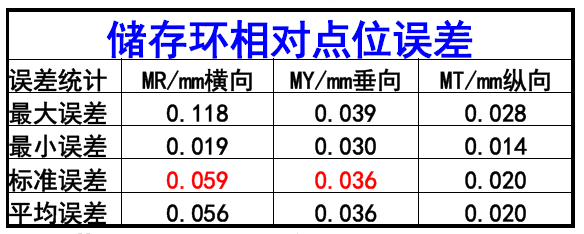 储存环相对点位误差
误差统计 MR/mm横向 MY/mm垂向 MT/mm纵向
最大误差 0.118 0.039 0.028
最小误差 0.019 0.030 0.014
标准误差 0.059 0.036 0.020
平均误差 0.056 0.036 0.020